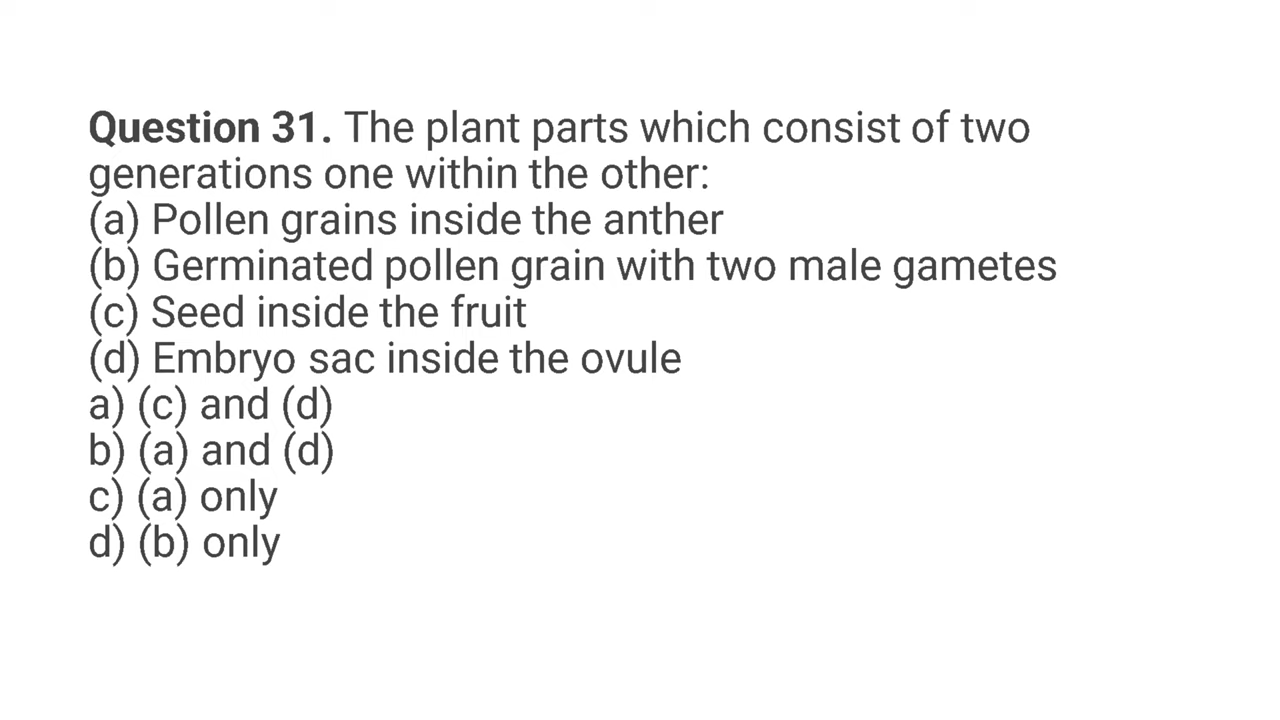 Question 31. The plant parts which consist of two
generations one within the other:
(a) Pollen grains inside the anther
(b) Germinated pollen grain with two male gametes
(c) Seed inside the fruit
(d) Embryo sac inside the ovule
a) (c) and (d)
b) (a) and (d)
c) (a) only
d) (b) only